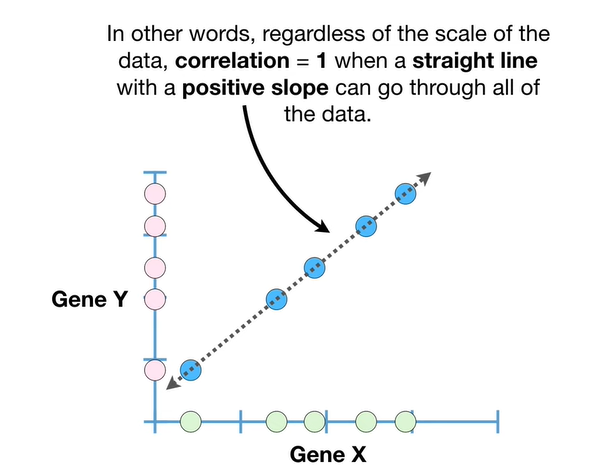 In other words, regardless of the scale of the
data, correlation = 1 when a straight line
with a positive slope can go through all of
the data.
Gene Y
Gene X